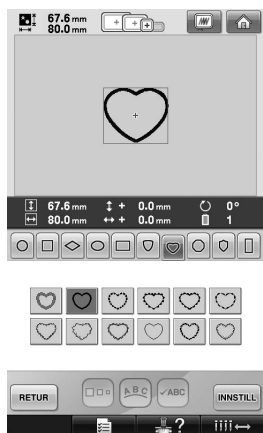 67.6 mm
80.0 mm
67.6 mm + 0.0 mm 0°
80.0 mm + 0.0 mm 1
RETUR ABC ✓ABC INNSTILL
?